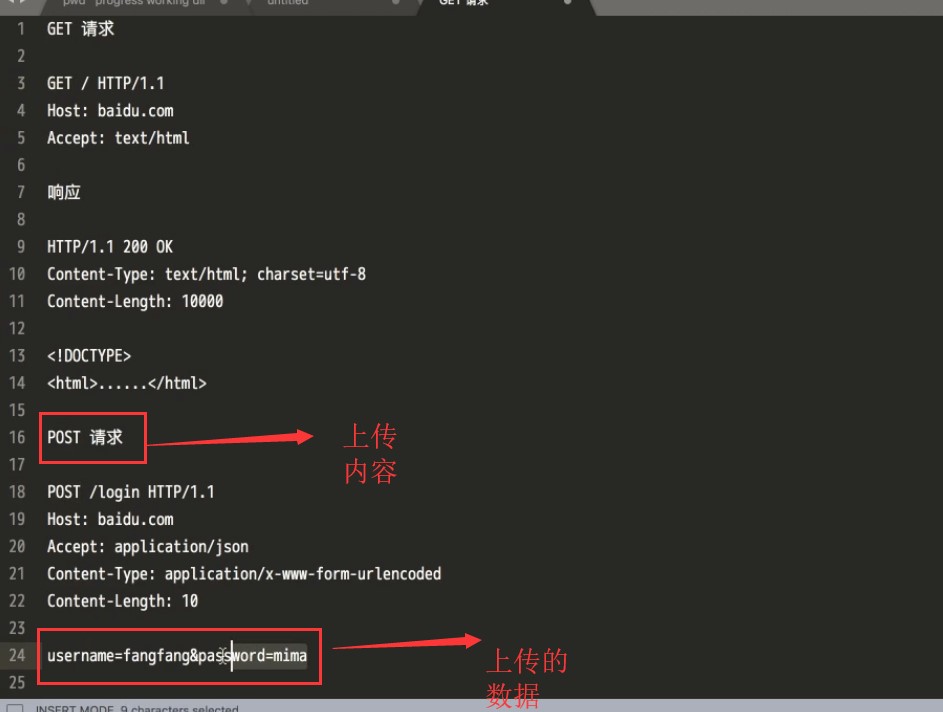 pwd progress working dir
untitled
GET 请求
1 GET 请求
2
3 GET / HTTP/1.1
4 Host: baidu.com
5 Accept: text/html
6
7 响应
8
9 HTTP/1.1 200 OK
10 Content-Type: text/html; charset=utf-8
11 Content-Length: 10000
12
13 <!DOCTYPE>
14 <html>......</html>
15
16 POST 请求
上传
内容
17
18 POST /login HTTP/1.1
19 Host: baidu.com
20 Accept: application/json
21 Content-Type: application/x-www-form-urlencoded
22 Content-Length: 10
23
24 username=fangfang&password=mima
上传的
数据
25
INSERT MODE, 9 characters selected